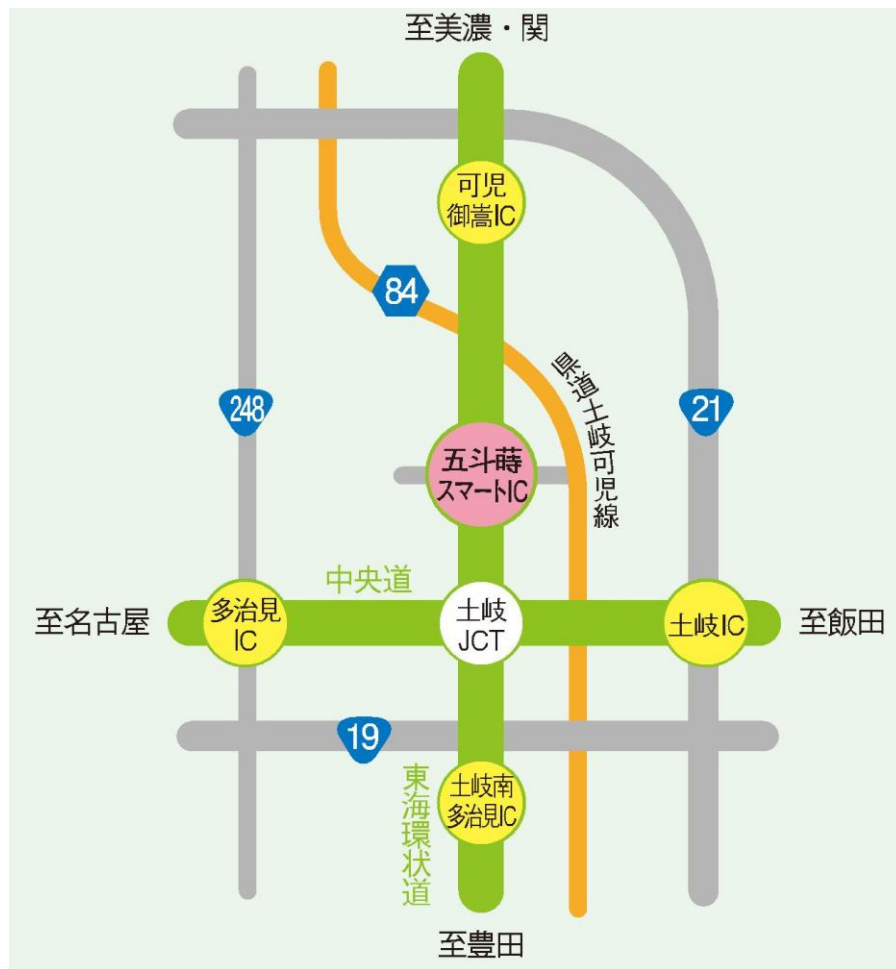 至美濃・関
可児
御嵩IC
84
県道土岐可児線
248
21
五斗蒔
スマートIC
中央道
至名古屋
多治見
IC
土岐
JCT
土岐IC
至飯田
19
東海環状道
土岐南
多治見IC
至豊田